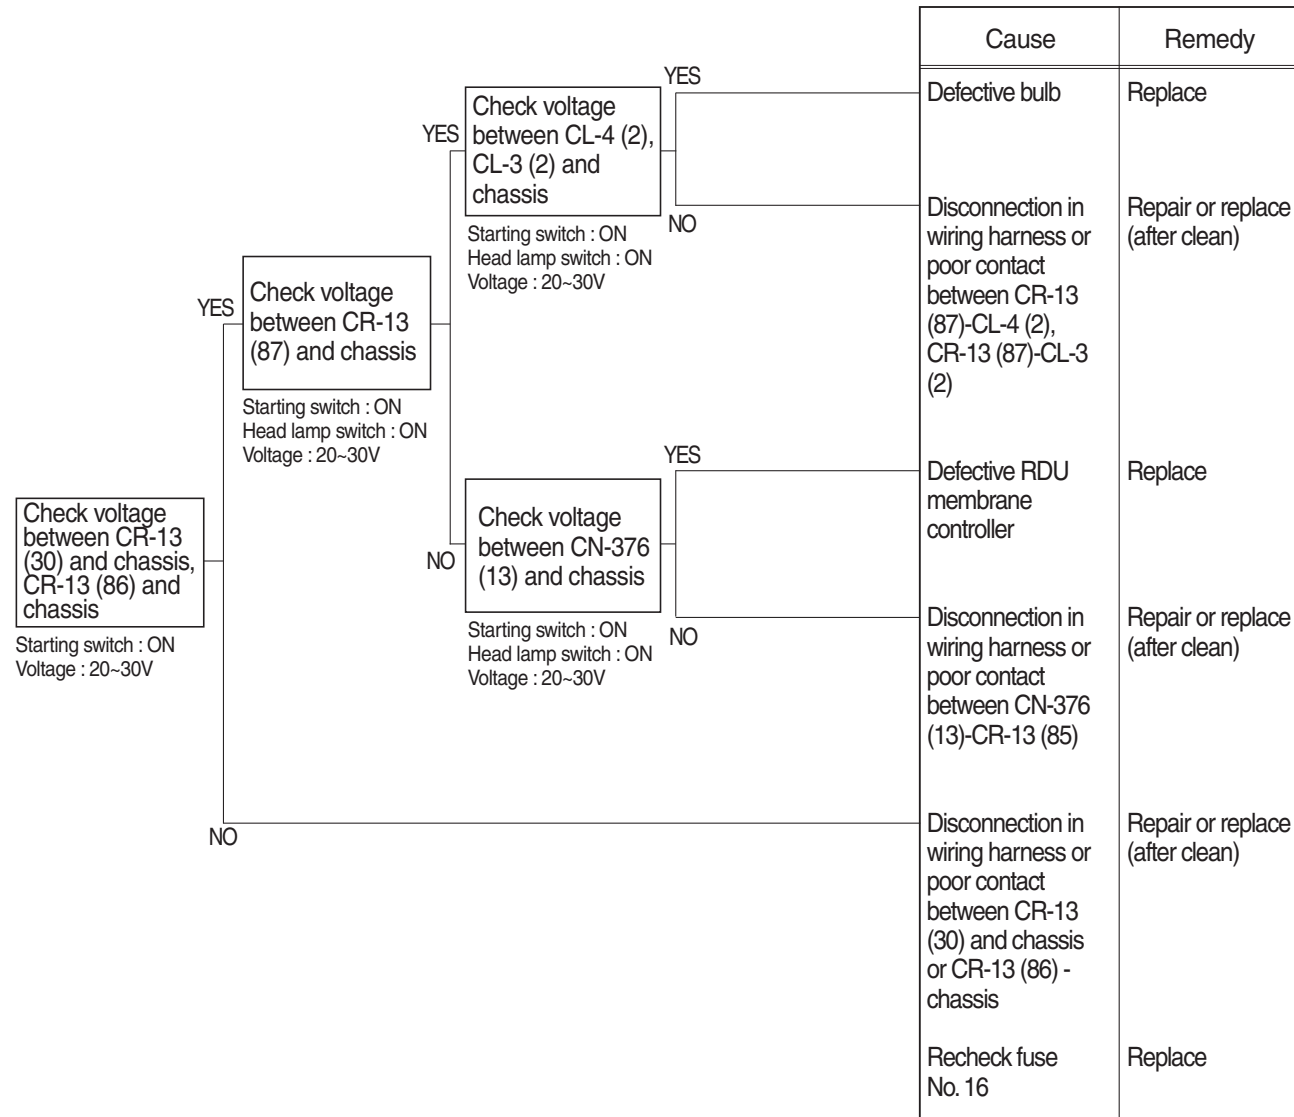 Cause
Remedy
YES
Check voltage
between CL-4 (2),
CL-3 (2) and
chassis
YES
Defective bulb
Replace
NO
Starting switch : ON
Head lamp switch : ON
Voltage : 20~30V
Disconnection in
wiring harness or
poor contact
between CR-13
(87)-CL-4 (2),
CR-13 (87)-CL-3
(2)
Repair or replace
(after clean)
YES
Check voltage
between CR-13
(87) and chassis
Starting switch : ON
Head lamp switch : ON
Voltage : 20~30V
YES
Defective RDU
membrane
controller
Replace
Check voltage
between CR-13
(30) and chassis,
CR-13 (86) and
chassis
Starting switch : ON
Voltage : 20~30V
NO
Check voltage
between CN-376
(13) and chassis
Starting switch : ON
Head lamp switch : ON
Voltage : 20~30V
NO
Disconnection in
wiring harness or
poor contact
between CN-376
(13)-CR-13 (85)
Repair or replace
(after clean)
NO
Disconnection in
wiring harness or
poor contact
between CR-13
(30) and chassis
or CR-13 (86) -
chassis
Repair or replace
(after clean)
Recheck fuse
No. 16
Replace